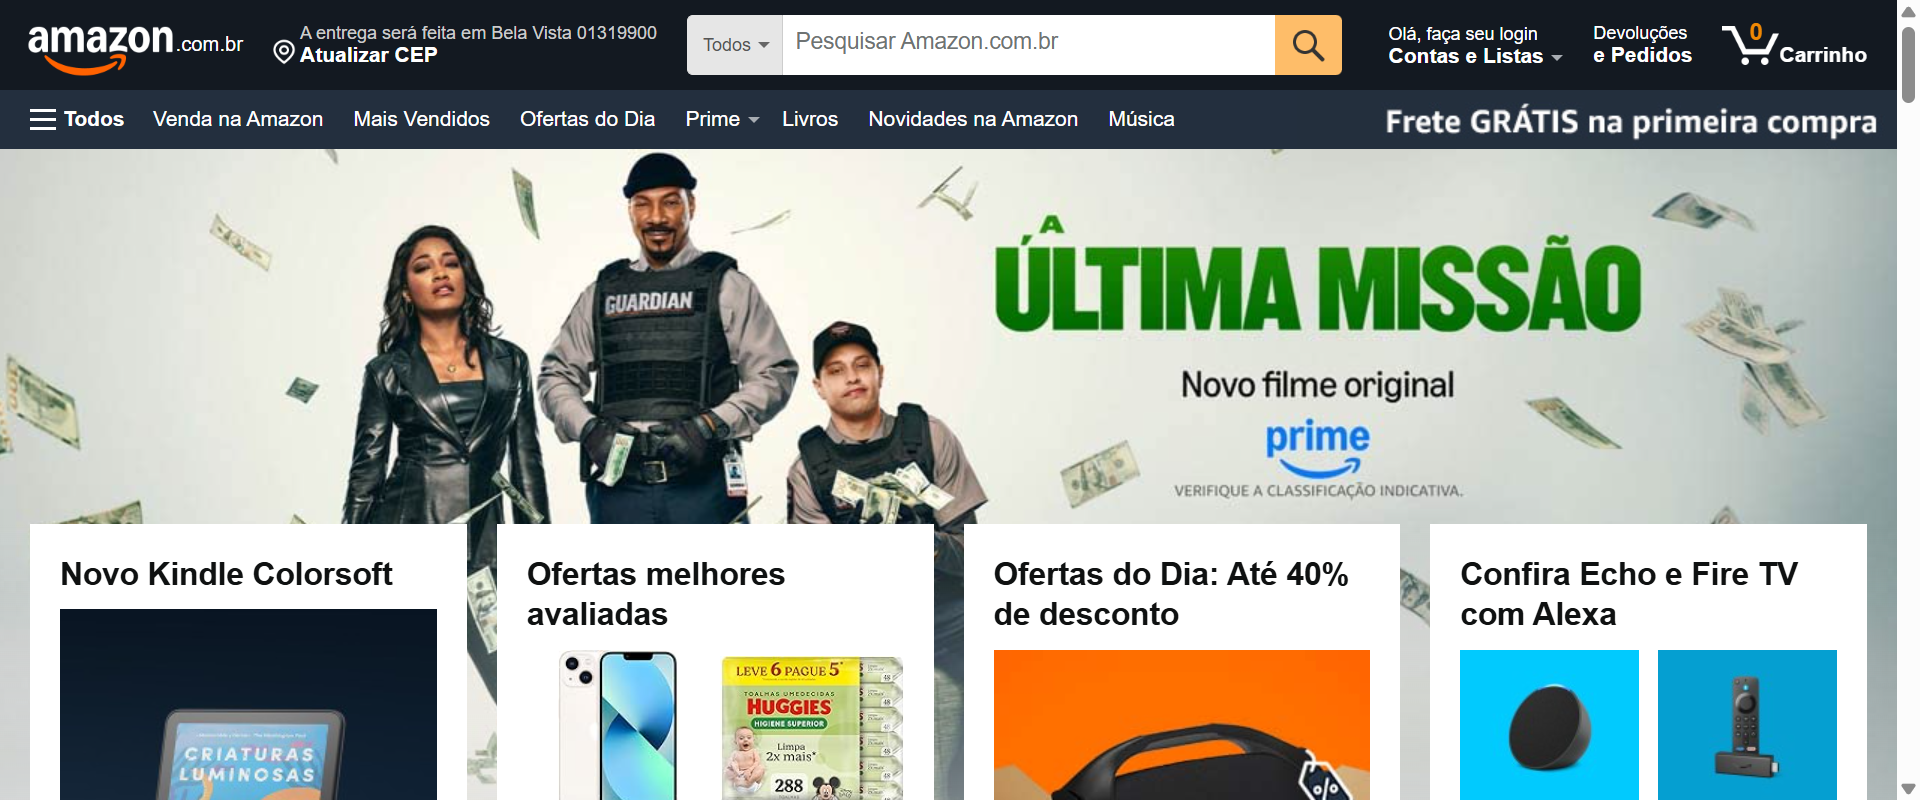 amazon.com.br
A entrega será feita em Bela Vista 01319900
Atualizar CEP
Todos
Pesquisar Amazon.com.br
Olá, faça seu login
Contas e Listas
Devoluções
e Pedidos
0
Carrinho
Todos
Venda na Amazon
Mais Vendidos
Ofertas do Dia
Prime
Livros
Novidades na Amazon
Música
Frete GRÁTIS na primeira compra
GUARDIAN
A
ÚLTIMA MISSÃO
Novo filme original
prime
VERIFIQUE A CLASSIFICAÇÃO INDICATIVA.
Novo Kindle Colorsoft
CRIATURAS
LUMINOSAS
Ofertas melhores
avaliadas
LEVE 6 PAGUE 5*
TOALHAS UMEDECIDAS
HUGGIES
HIGIENE SUPERIOR
Limpa
2x mais*
288
Ofertas do Dia: Até 40%
de desconto
%
Confira Echo e Fire TV
com Alexa